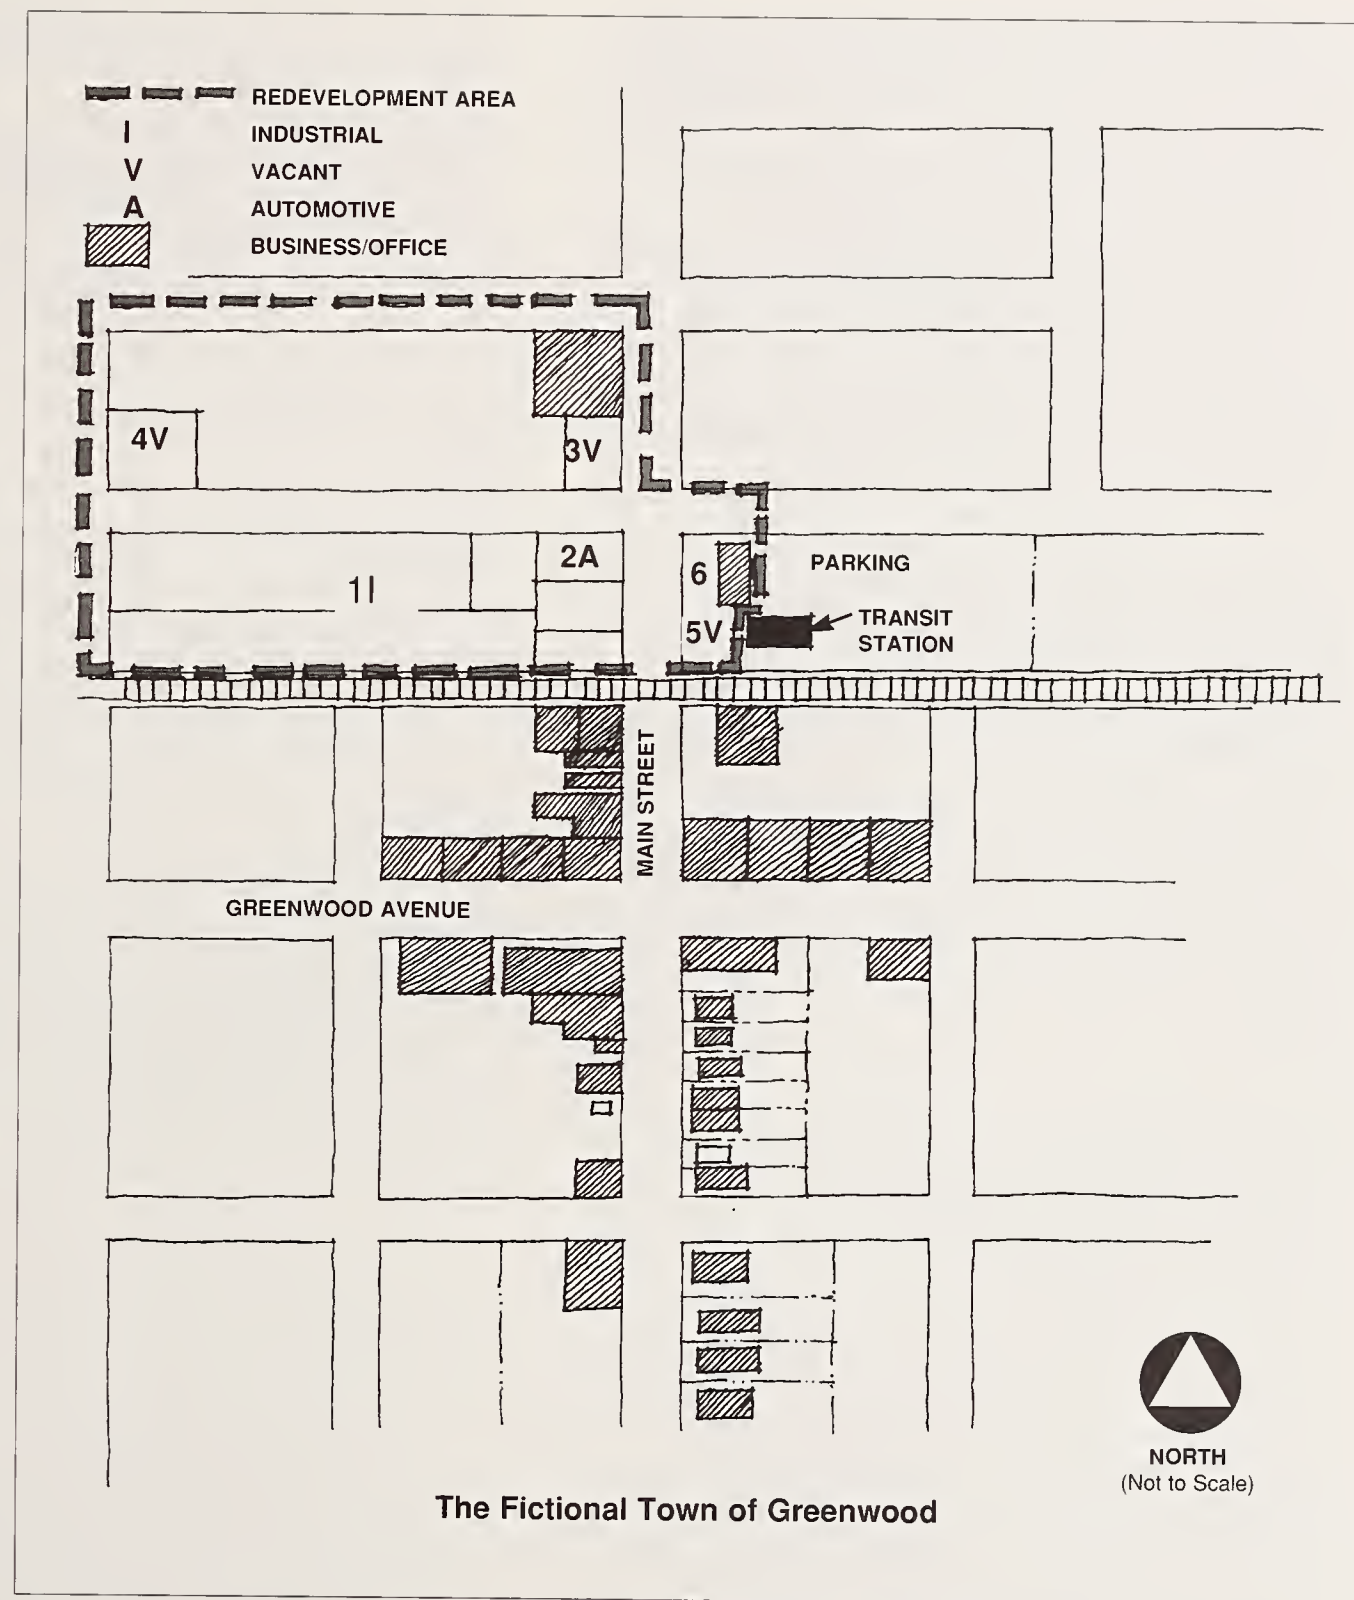 REDEVELOPMENT AREA
I INDUSTRIAL
V VACANT
A AUTOMOTIVE
BUSINESS/OFFICE
4V
3V
2A
1I
6
PARKING
5V
TRANSIT
STATION
MAIN STREET
GREENWOOD AVENUE
NORTH
(Not to Scale)
The Fictional Town of Greenwood